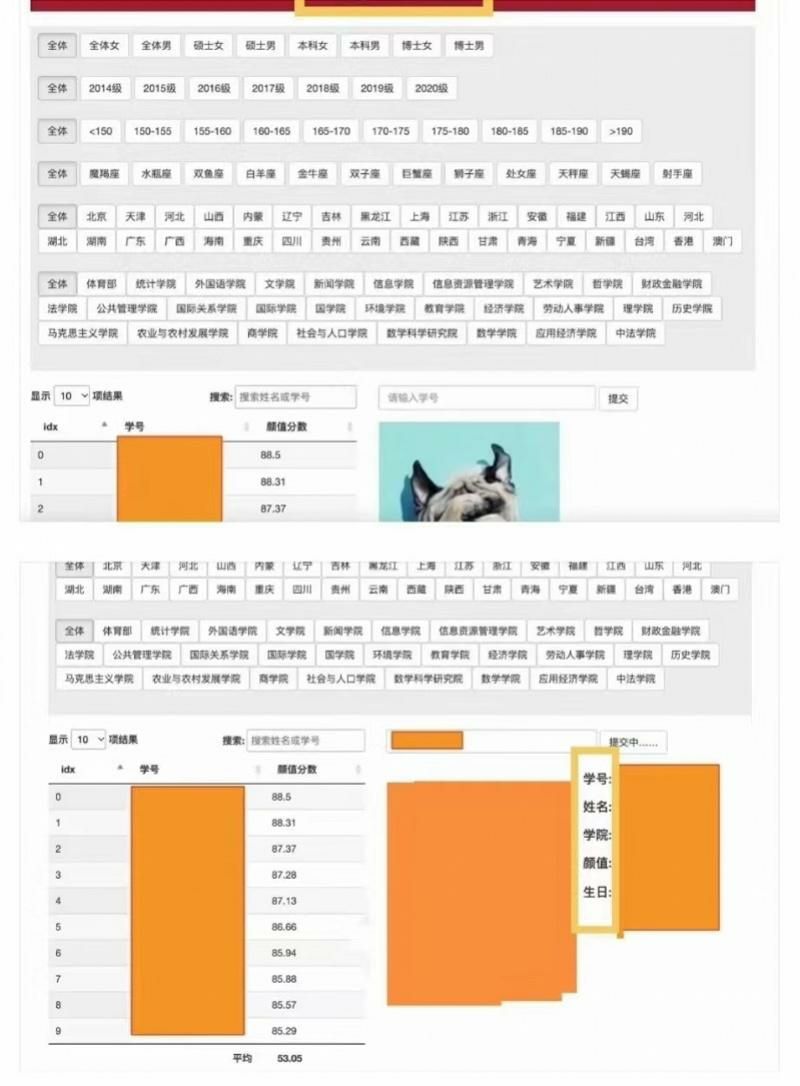 全体 全体女 全体男 硕士女 硕士男 本科女 本科男 博士女 博士男
全体 2014级 2015级 2016级 2017级 2018级 2019级 2020级
全体 <150 150-155 155-160 160-165 165-170 170-175 175-180 180-185 185-190 >190
全体 魔羯座 水瓶座 双鱼座 白羊座 金牛座 双子座 巨蟹座 狮子座 处女座 天秤座 天蝎座 射手座
全体 北京 天津 河北 山西 内蒙 辽宁 吉林 黑龙江 上海 江苏 浙江 安徽 福建 江西 山东 河北
湖北 湖南 广东 广西 海南 重庆 四川 贵州 云南 西藏 陕西 甘肃 青海 宁夏 新疆 台湾 香港 澳门
全体 体育部 统计学院 外国语学院 文学院 新闻学院 信息学院 信息资源管理学院 艺术学院 哲学院 财政金融学院
法学院 公共管理学院 国际关系学院 国际学院 国学院 环境学院 教育学院 经济学院 劳动人事学院 理学院 历史学院
马克思主义学院 农业与农村发展学院 商学院 社会与人口学院 数学科学研究院 数学学院 应用经济学院 中法学院
显示 10 项结果 搜索: 搜索姓名或学号 请输入学号 提交
idx 学号 颜值分数
0 88.5
1 88.31
2 87.37
全体 北京 天津 河北 山西 内蒙 辽宁 吉林 黑龙江 上海 江苏 浙江 安徽 福建 江西 山东 河北
湖北 湖南 广东 广西 海南 重庆 四川 贵州 云南 西藏 陕西 甘肃 青海 宁夏 新疆 台湾 香港 澳门
全体 体育部 统计学院 外国语学院 文学院 新闻学院 信息学院 信息资源管理学院 艺术学院 哲学院 财政金融学院
法学院 公共管理学院 国际关系学院 国际学院 国学院 环境学院 教育学院 经济学院 劳动人事学院 理学院 历史学院
马克思主义学院 农业与农村发展学院 商学院 社会与人口学院 数学科学研究院 数学学院 应用经济学院 中法学院
显示 10 项结果 搜索: 搜索姓名或学号 提交中......
idx 学号 颜值分数
学号:
姓名:
学院:
颜值:
生日:
0 88.5
1 88.31
2 87.37
3 87.28
4 87.13
5 86.66
6 85.94
7 85.88
8 85.57
9 85.29
平均 53.05